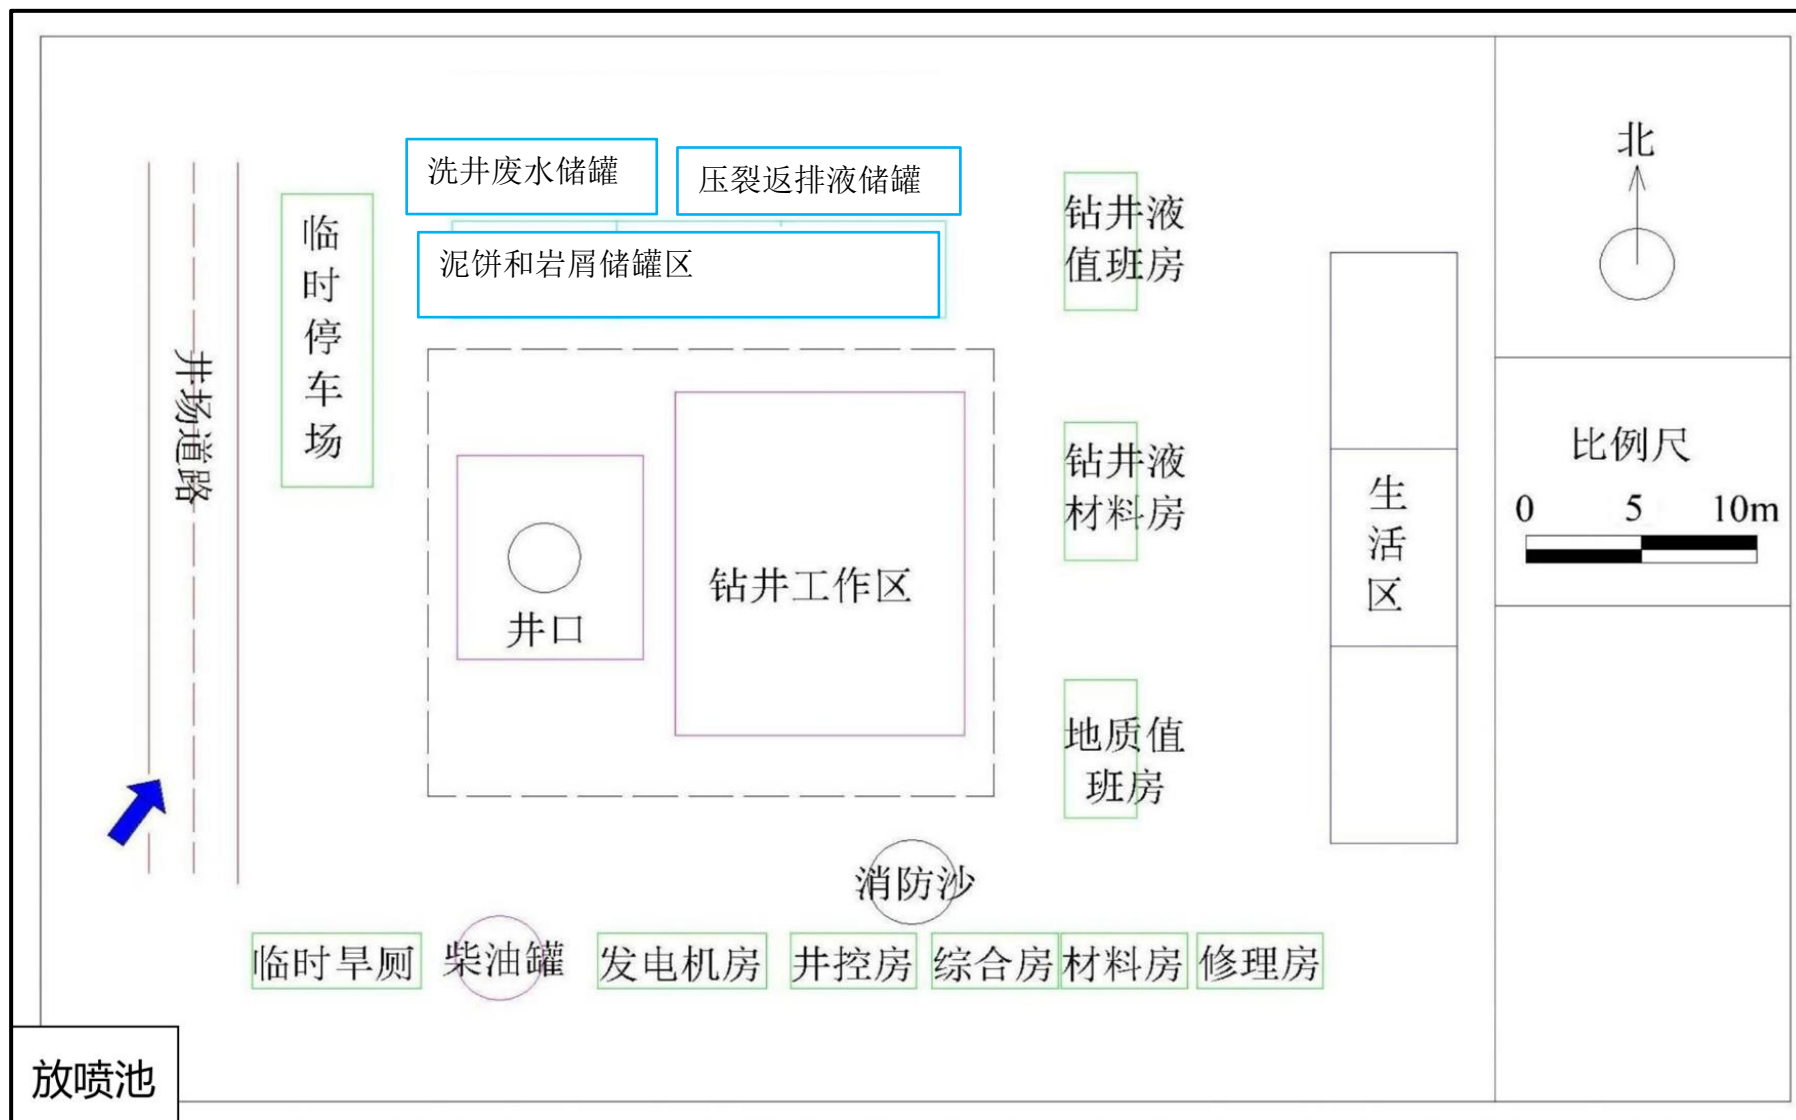 洗井废水储罐
压裂返排液储罐
泥饼和岩屑储罐区
临时停车场
井场道路
井口
钻井工作区
钻井液
值班房
钻井液
材料房
地质值
班房
生活区
北
比例尺
0 5 10m
消防沙
临时旱厕
柴油罐
发电机房
井控房
综合房
材料房
修理房
放喷池